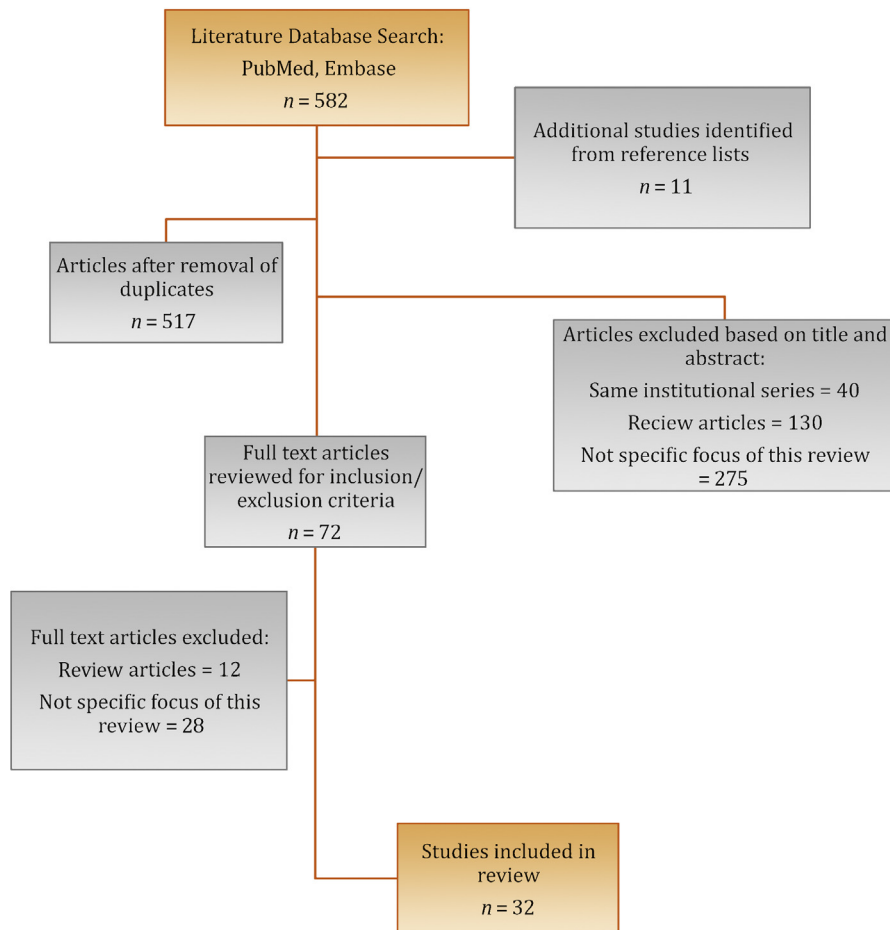 Literature Database Search:
PubMed, Embase
n = 582
Additional studies identified
from reference lists
n = 11
Articles after removal of
duplicates
n = 517
Articles excluded based on title and
abstract:
Same institutional series = 40
Reciew articles = 130
Not specific focus of this review
= 275
Full text articles
reviewed for inclusion/
exclusion criteria
n = 72
Full text articles excluded:
Review articles = 12
Not specific focus of this
review = 28
Studies included in
review
n = 32